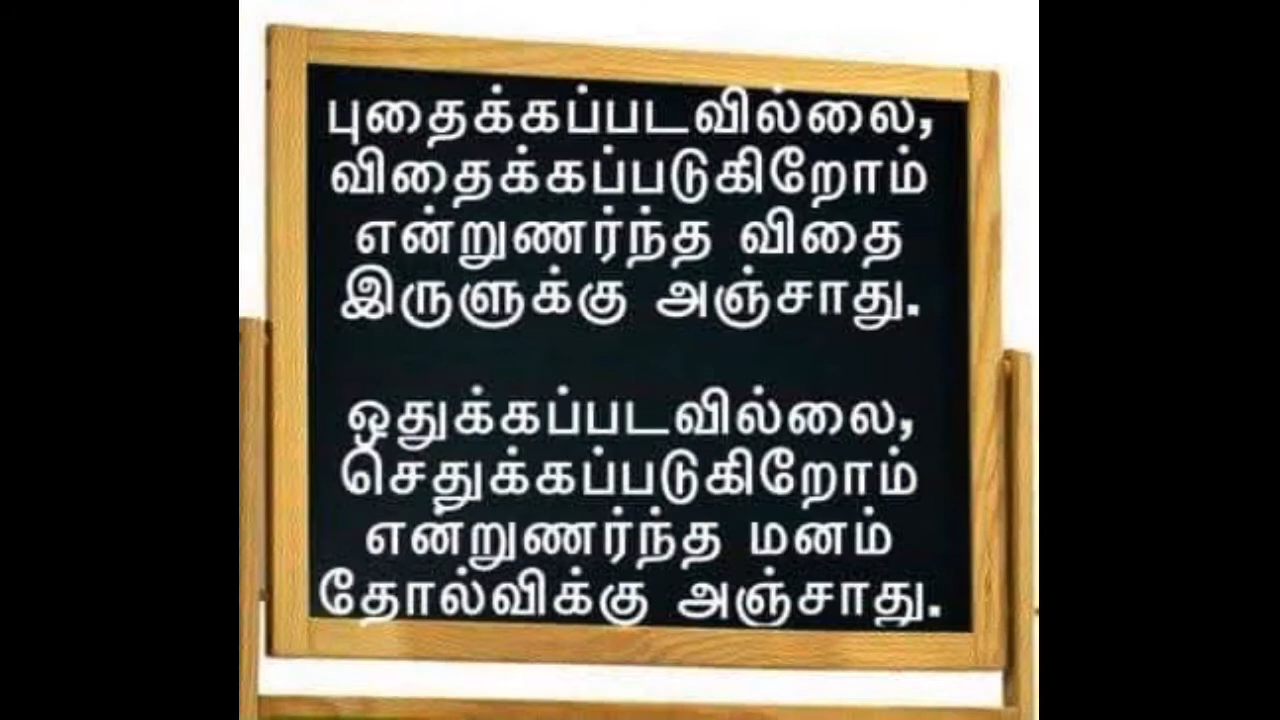 புதைக்கப்படவில்லை,
விதைக்கப்படுகிறோம்
என்றுணர்ந்த விதை
இருளுக்கு அஞ்சாது.
ஒதுக்கப்படவில்லை,
செதுக்கப்படுகிறோம்
என்றுணர்ந்த மனம்
தோல்விக்கு அஞ்சாது.